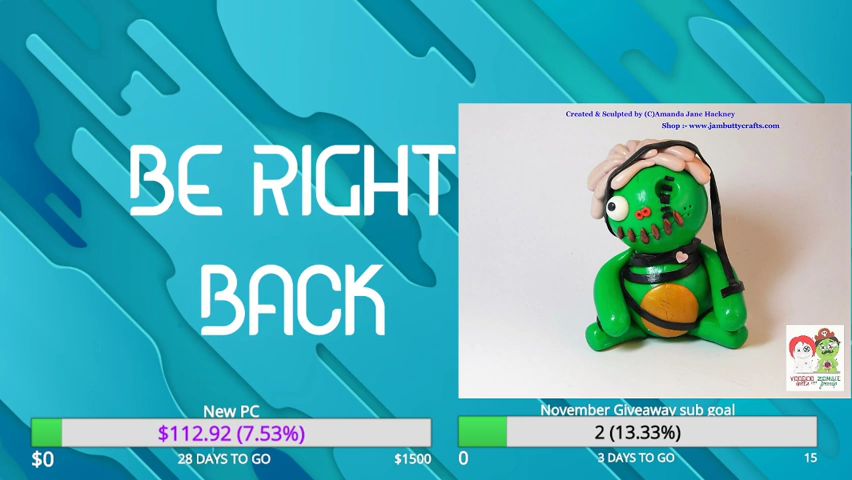 BE RIGHT
BACK
Created & Sculpted by (C)Amanda Jane Hackney
Shop :- www.jambuttycrafts.com
VOODOO ZOMBIE
New PC
$112.92 (7.53%)
$0
28 DAYS TO GO
$1500
November Giveaway sub goal
2 (13.33%)
0
3 DAYS TO GO
15